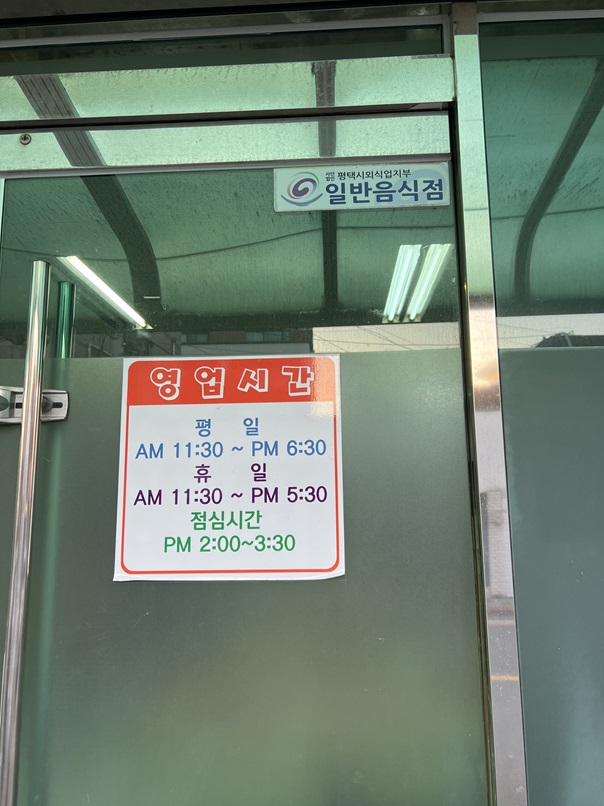 사단법인 평택시외식업지부
일반음식점
영업시간
평 일
AM 11:30 ~ PM 6:30
휴 일
AM 11:30 ~ PM 5:30
점심시간
PM 2:00~3:30